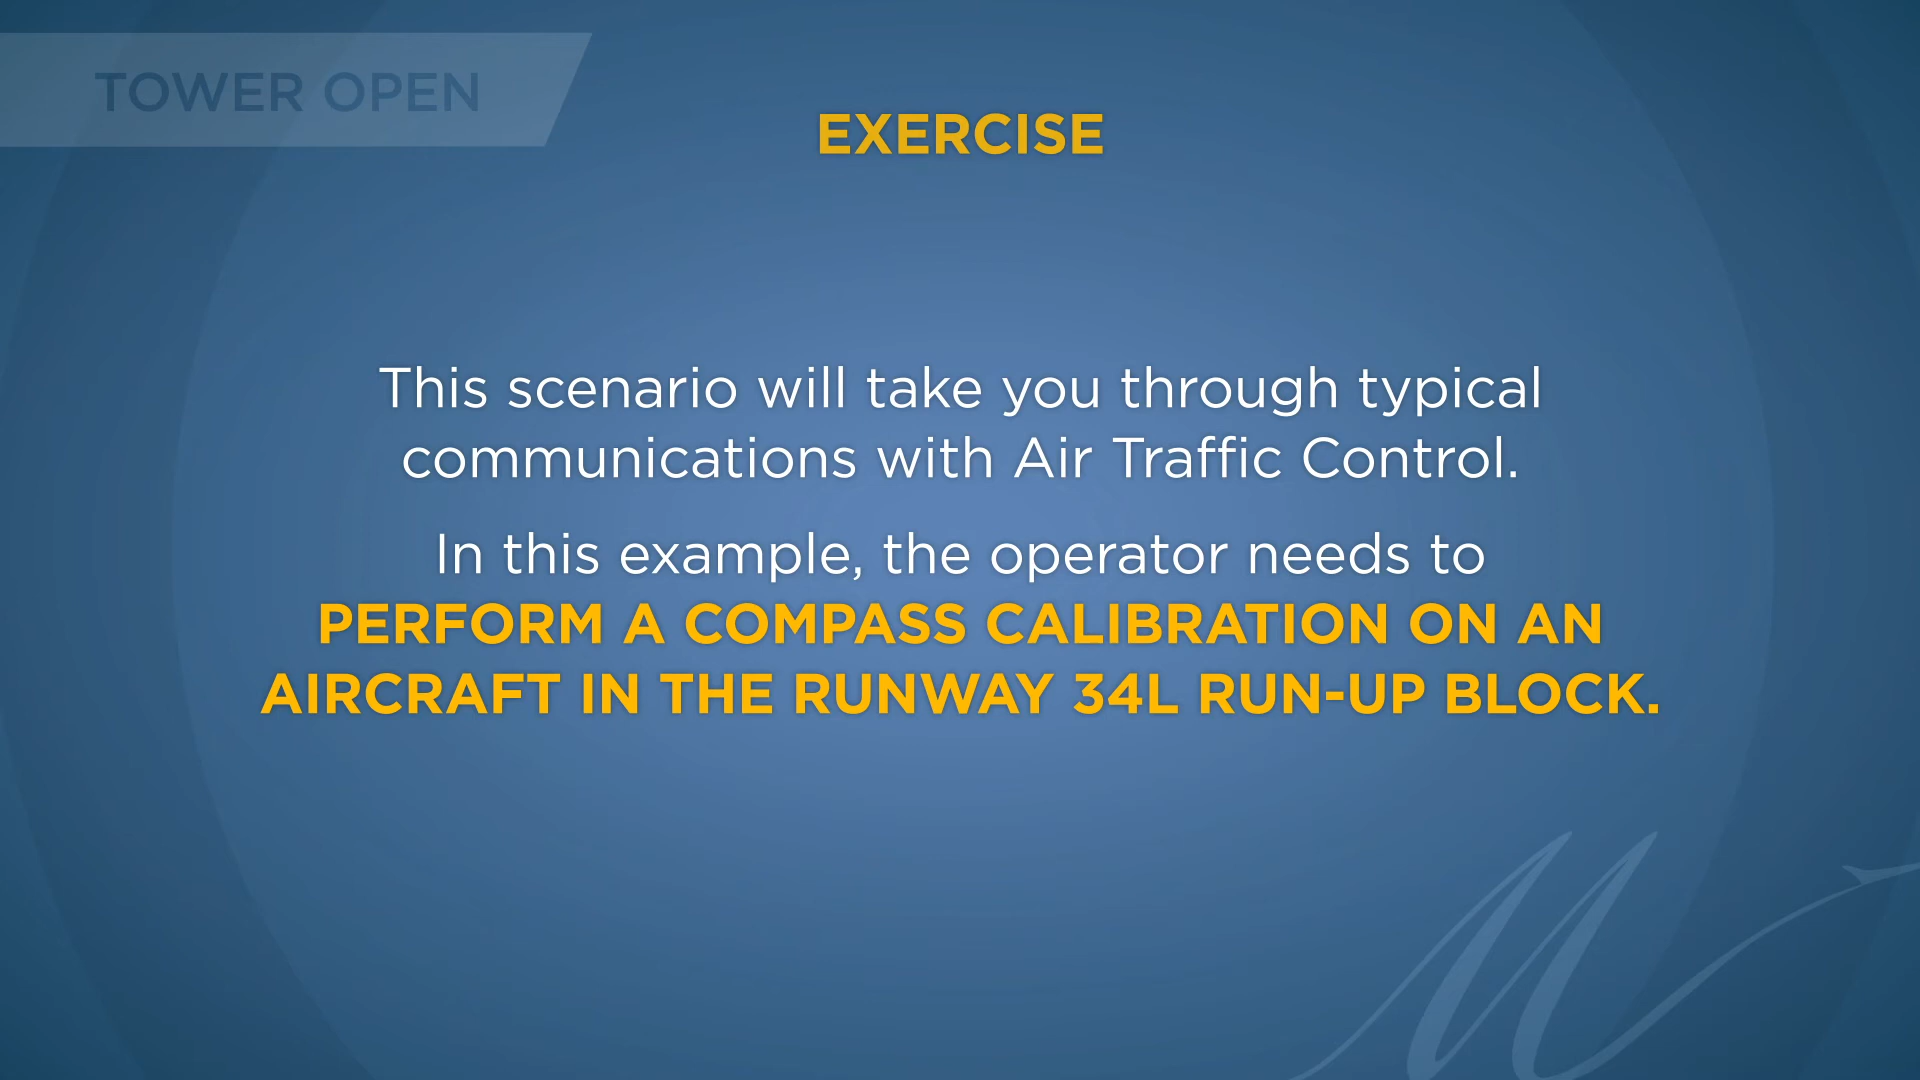 TOWER OPEN
EXERCISE
This scenario will take you through typical
communications with Air Traffic Control.
In this example, the operator needs to
PERFORM A COMPASS CALIBRATION ON AN
AIRCRAFT IN THE RUNWAY 34L RUN-UP BLOCK.